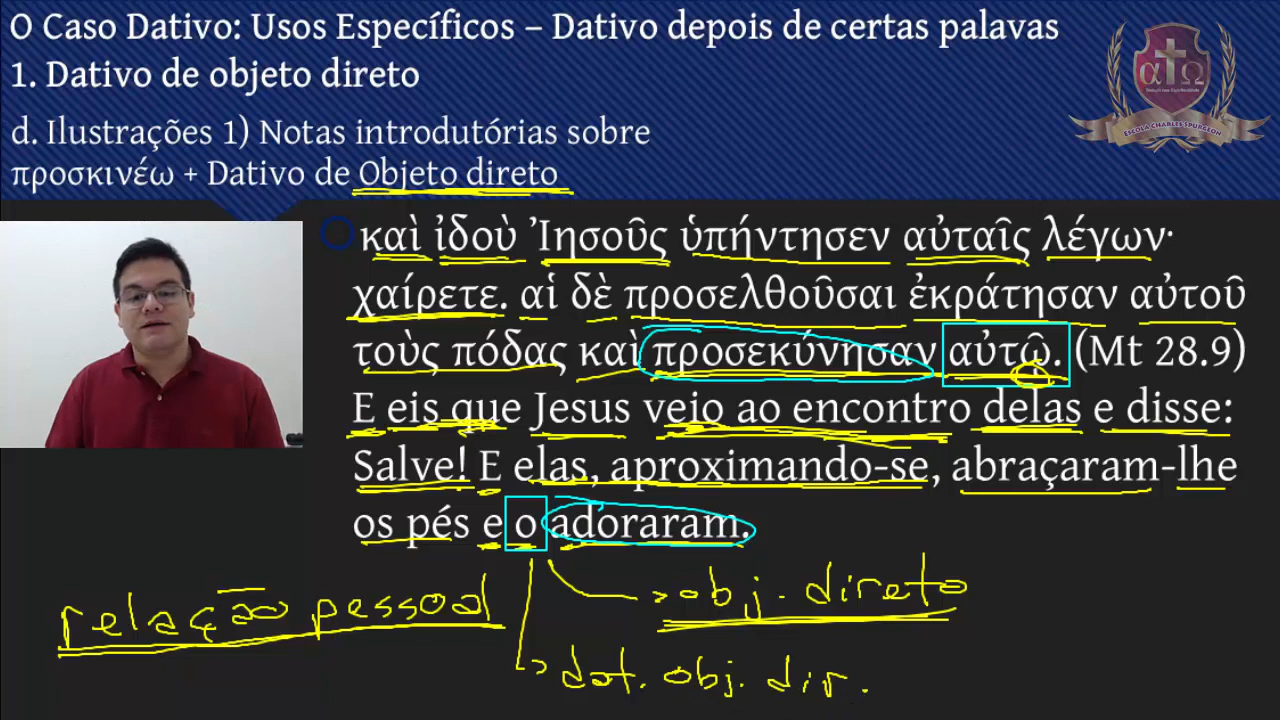 O Caso Dativo: Usos Específicos – Dativo depois de certas palavas
1. Dativo de objeto direto
d. Ilustrações 1) Notas introdutórias sobre
προσκινέω + Dativo de Objeto direto
α Ω
ESCOLA CHARLES SPURGEON
καὶ ἰδοὺ Ἰησοῦς ὑπήντησεν αὐταῖς λέγων·
χαίρετε. αἱ δὲ προσελθοῦσαι ἐκράτησαν αὐτοῦ
τοὺς πόδας καὶ προσεκύνησαν αὐτῷ. (Mt 28.9)
E eis que Jesus veio ao encontro delas e disse:
Salve! E elas, aproximando-se, abraçaram-lhe
os pés e o adoraram.
relação pessoal
obj. direto
dat. obj. dir.